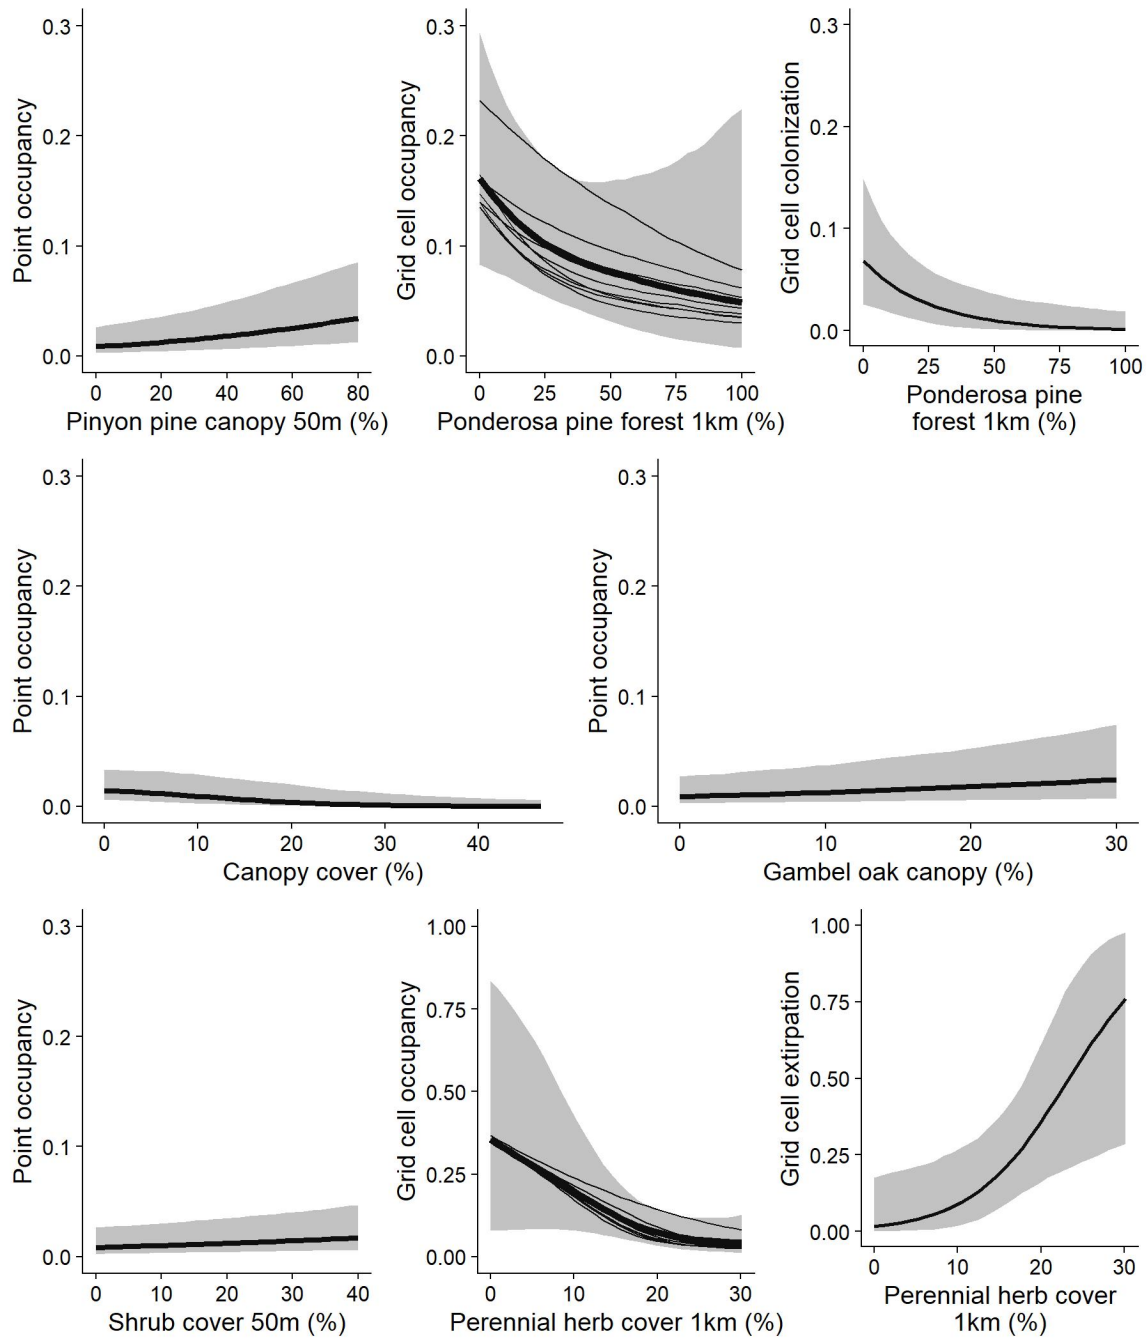 Point occupancy
0.3
0.2
0.1
0.0
0 20 40 60 80
Pinyon pine canopy 50m (%)
Grid cell occupancy
0.3
0.2
0.1
0.0
0 25 50 75 100
Ponderosa pine forest 1km (%)
Grid cell colonization
0.3
0.2
0.1
0.0
0 25 50 75 100
Ponderosa pine
forest 1km (%)
Point occupancy
0.3
0.2
0.1
0.0
0 10 20 30 40
Canopy cover (%)
Point occupancy
0.3
0.2
0.1
0.0
0 10 20 30
Gambel oak canopy (%)
Point occupancy
0.3
0.2
0.1
0.0
0 10 20 30 40
Shrub cover 50m (%)
Grid cell occupancy
1.00
0.75
0.50
0.25
0.00
0 10 20 30
Perennial herb cover 1km (%)
Grid cell extirpation
1.00
0.75
0.50
0.25
0.00
0 10 20 30
Perennial herb cover
1km (%)